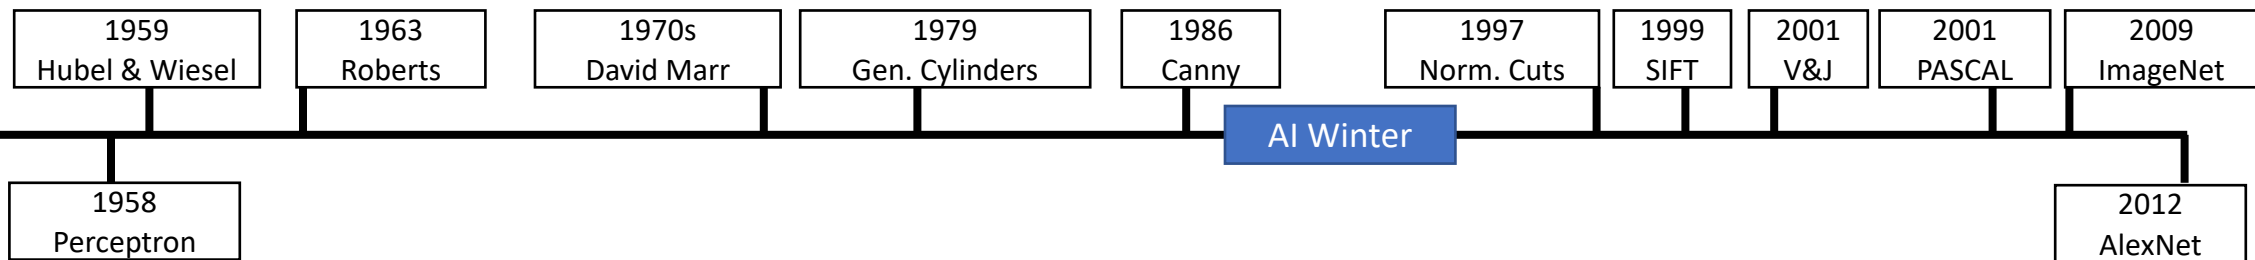 1959
Hubel & Wiesel
1963
Roberts
1970s
David Marr
1979
Gen. Cylinders
1986
Canny
1997
Norm. Cuts
1999
SIFT
2001
V&J
2001
PASCAL
2009
ImageNet
AI Winter
1958
Perceptron
2012
AlexNet